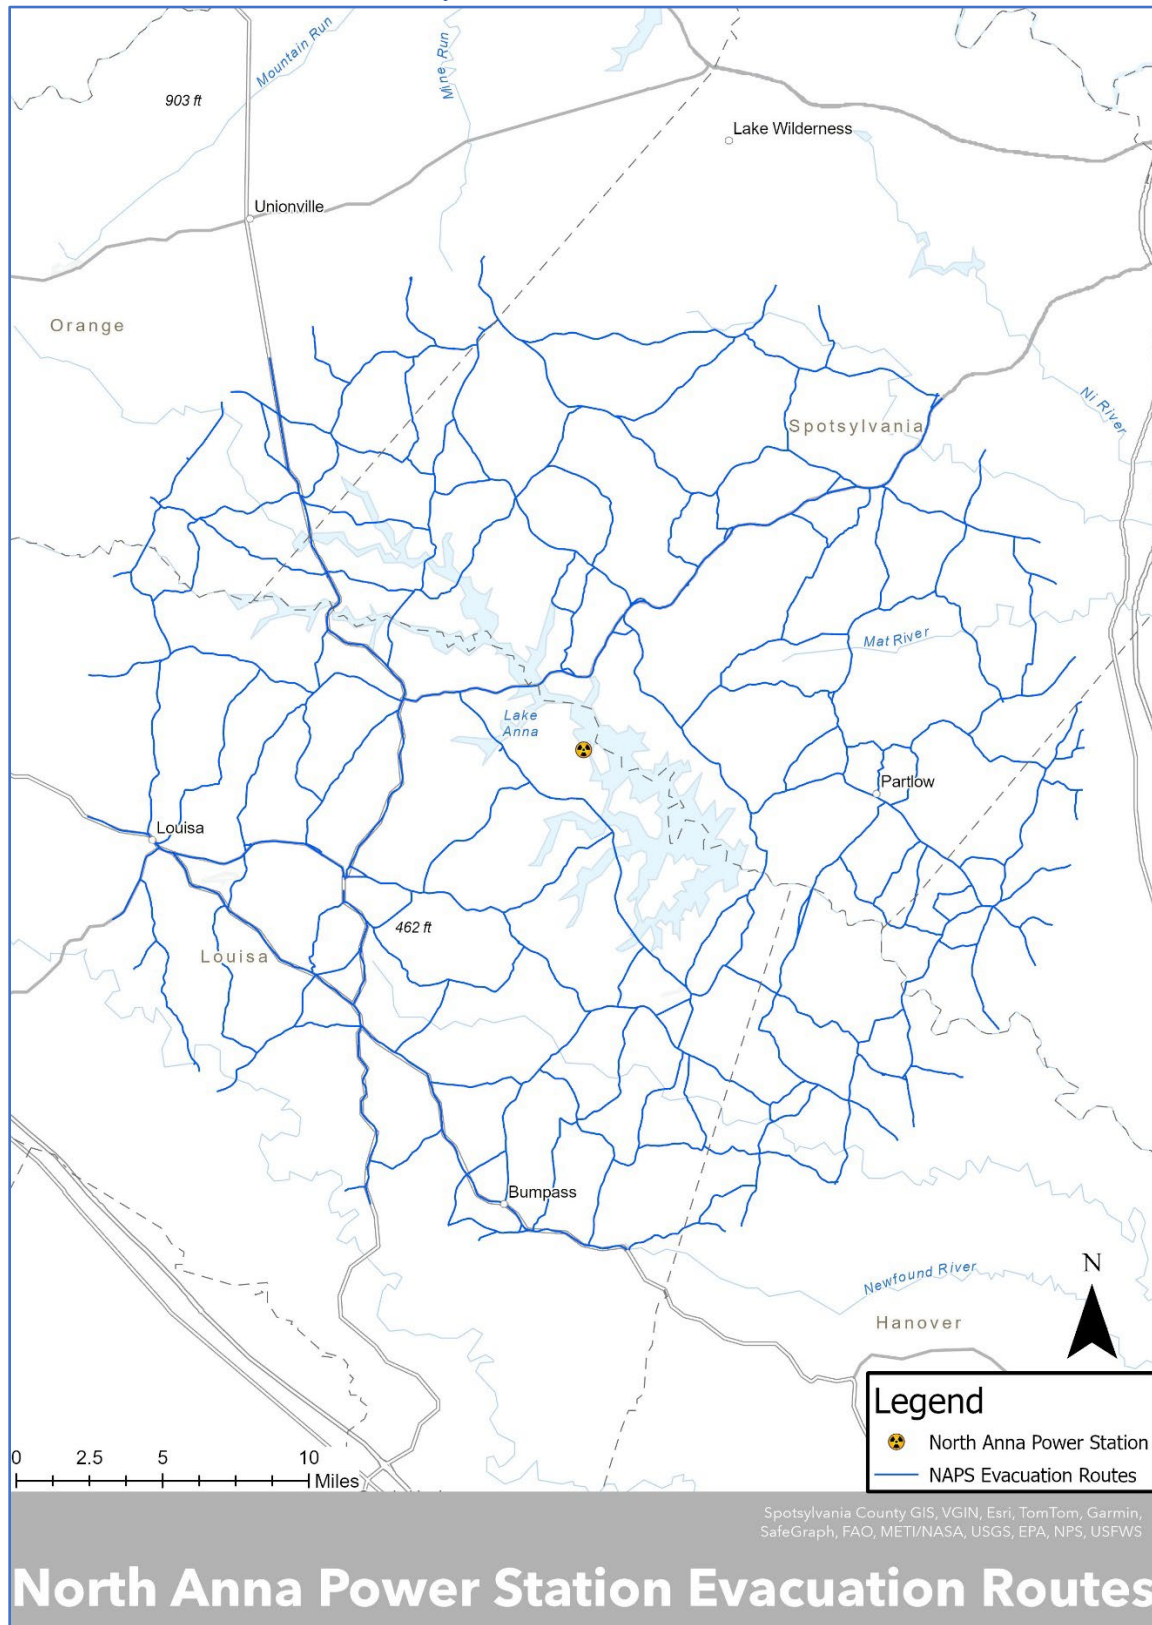 Mountain Run
Mine Run
903 ft
Lake Wilderness
Unionville
Orange
Ni River
Spotsylvania
Mat River
Lake
Anna
Partlow
Louisa
462 ft
Louisa
Bumpass
Newfound River
N
Hanover
Legend
North Anna Power Station
NAPS Evacuation Routes
0 2.5 5 10
Miles
Spotsylvania County GIS, VGIN, Esri, TomTom, Garmin,
SafeGraph, FAO, METI/NASA, USGS, EPA, NPS, USFWS
North Anna Power Station Evacuation Routes